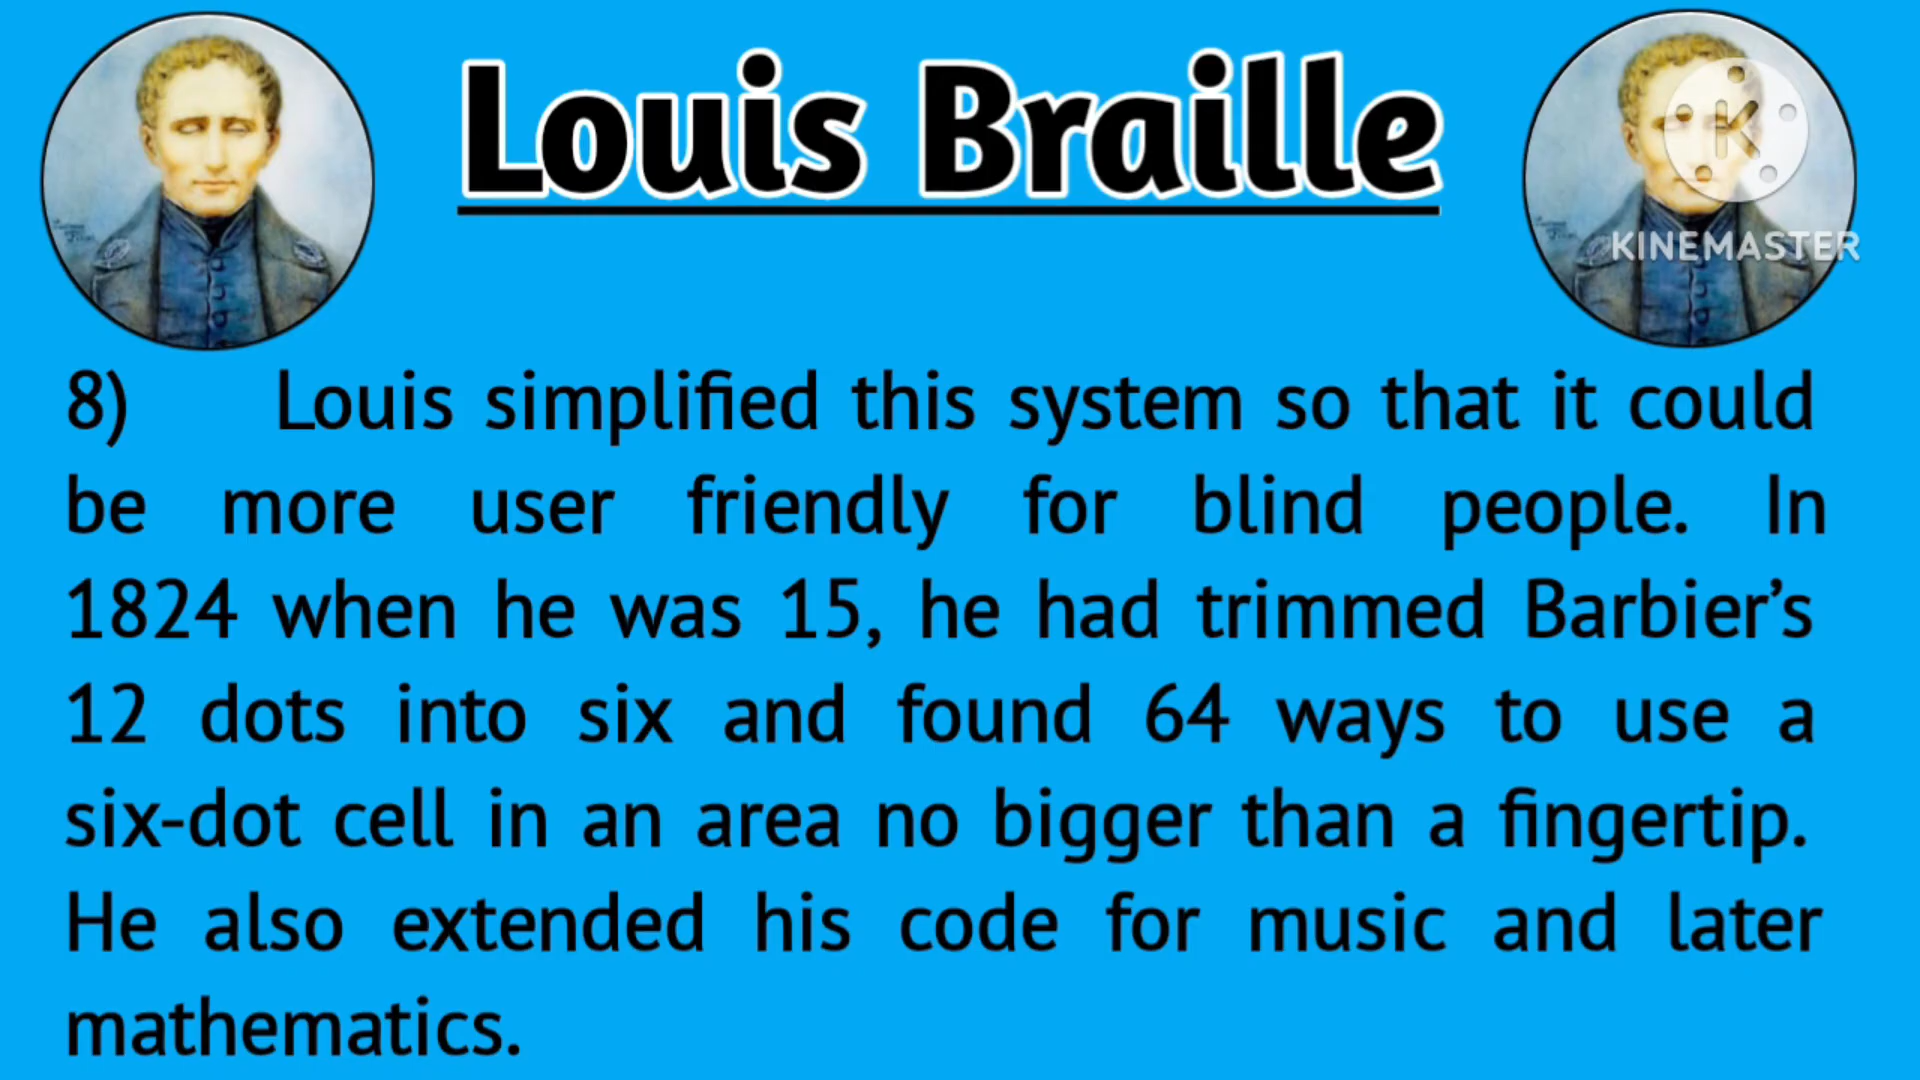 Louis Braille
K
KINEMASTER
8) Louis simplified this system so that it could
be more user friendly for blind people. In
1824 when he was 15, he had trimmed Barbier’s
12 dots into six and found 64 ways to use a
six-dot cell in an area no bigger than a fingertip.
He also extended his code for music and later
mathematics.